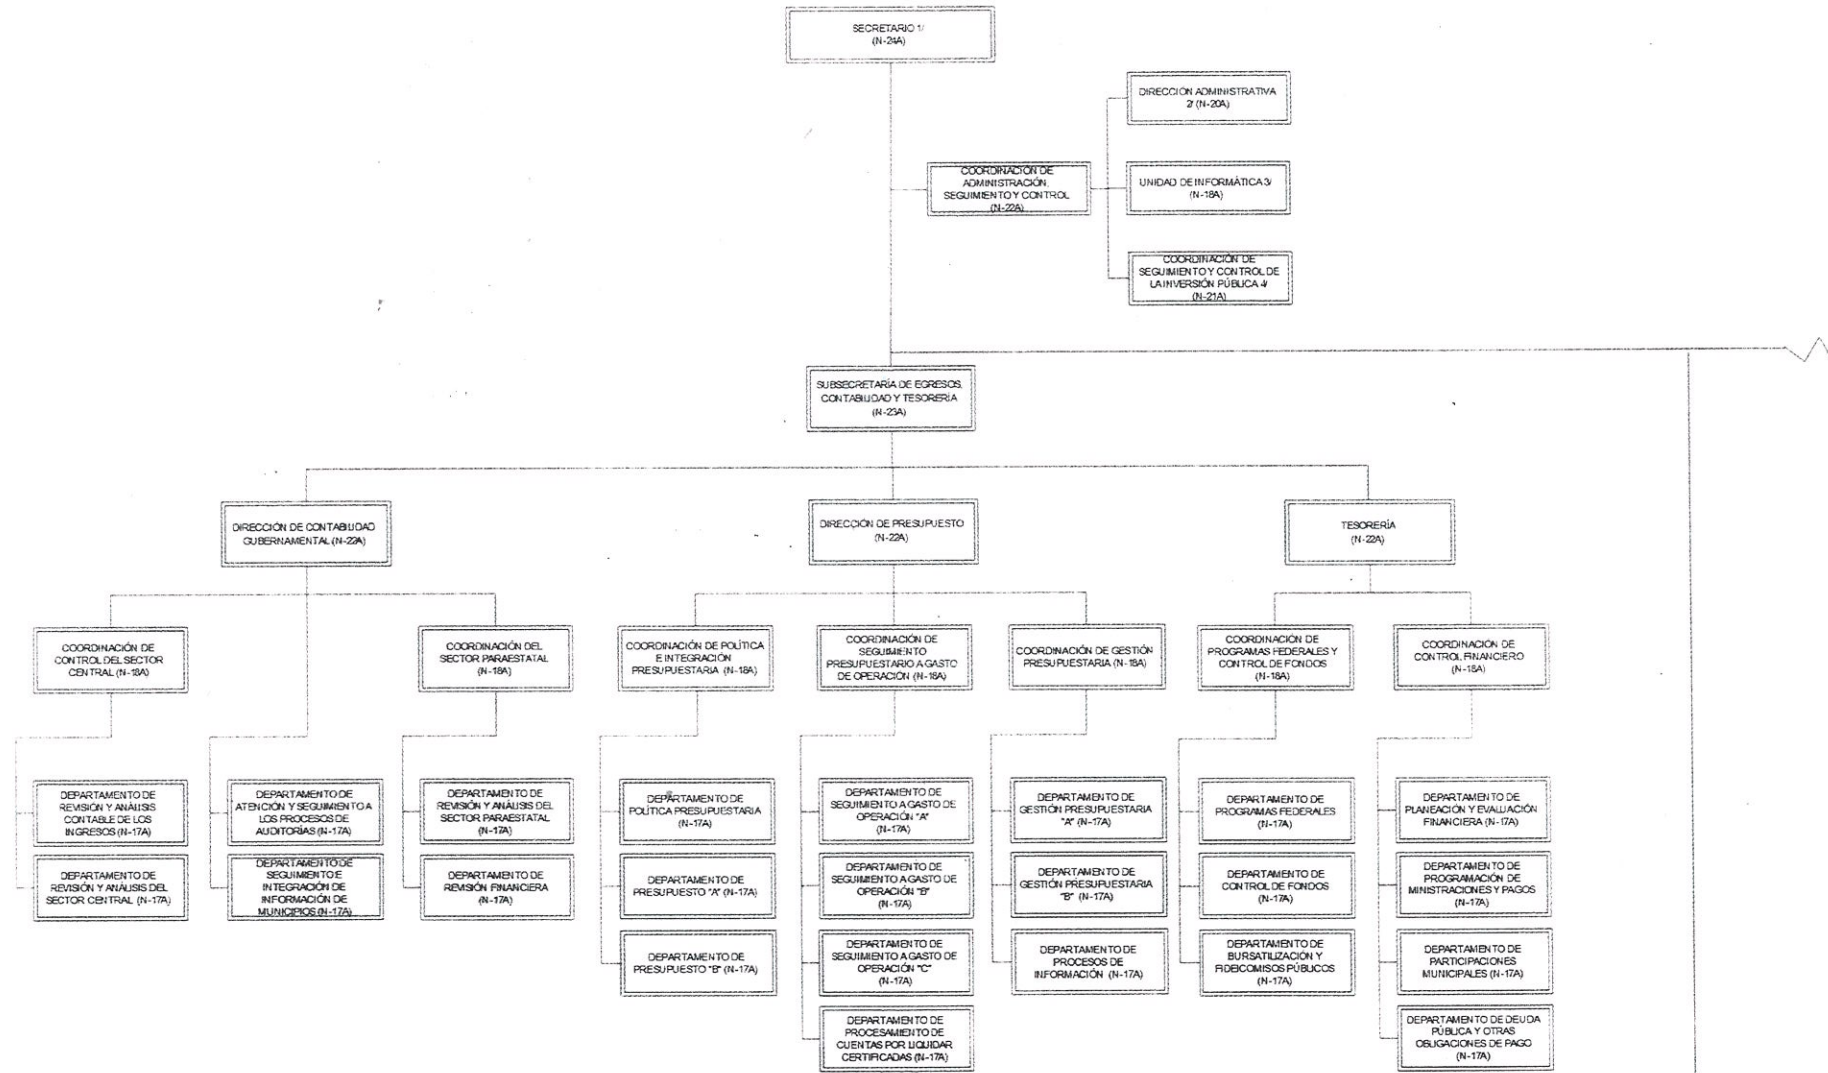 SECRETARIO 1/
(N-24A)
DIRECCIÓN ADMINISTRATIVA
2/ (N-20A)
COORDINACIÓN DE
ADMINISTRACIÓN,
SEGUIMIENTO Y CONTROL
(N-22A)
UNIDAD DE INFORMÁTICA 3/
(N-18A)
COORDINACIÓN DE
SEGUIMIENTO Y CONTROL DE
LA INVERSIÓN PÚBLICA 4/
(N-21A)
SUBSECRETARÍA DE EGRESOS,
CONTABILIDAD Y TESORERÍA
(N-23A)
DIRECCIÓN DE CONTABILIDAD
GUBERNAMENTAL (N-22A)
DIRECCIÓN DE PRESUPUESTO
(N-22A)
TESORERÍA
(N-22A)
COORDINACIÓN DE
CONTROL DEL SECTOR
CENTRAL (N-18A)
COORDINACIÓN DEL
SECTOR PARAESTATAL
(N-18A)
COORDINACIÓN DE POLÍTICA
E INTEGRACIÓN
PRESUPUESTARIA (N-18A)
COORDINACIÓN DE
SEGUIMIENTO
PRESUPUESTARIO A GASTO
DE OPERACIÓN (N-18A)
COORDINACIÓN DE GESTIÓN
PRESUPUESTARIA (N-18A)
COORDINACIÓN DE
PROGRAMAS FEDERALES Y
CONTROL DE FONDOS
(N-18A)
COORDINACIÓN DE
CONTROL FINANCIERO
(N-18A)
DEPARTAMENTO DE
REVISIÓN Y ANÁLISIS
CONTABLE DE LOS
INGRESOS (N-17A)
DEPARTAMENTO DE
ATENCIÓN Y SEGUIMIENTO A
LOS PROCESOS DE
AUDITORÍAS (N-17A)
DEPARTAMENTO DE
REVISIÓN Y ANÁLISIS DEL
SECTOR PARAESTATAL
(N-17A)
DEPARTAMENTO DE
POLÍTICA PRESUPUESTARIA
(N-17A)
DEPARTAMENTO DE
SEGUIMIENTO A GASTO DE
OPERACIÓN "A"
(N-17A)
DEPARTAMENTO DE
GESTIÓN PRESUPUESTARIA
"A" (N-17A)
DEPARTAMENTO DE
PROGRAMAS FEDERALES
(N-17A)
DEPARTAMENTO DE
PLANEACIÓN Y EVALUACIÓN
FINANCIERA (N-17A)
DEPARTAMENTO DE
REVISIÓN Y ANÁLISIS DEL
SECTOR CENTRAL (N-17A)
DEPARTAMENTO DE
SEGUIMIENTO E
INTEGRACIÓN DE
INFORMACIÓN DE
MUNICIPIOS (N-17A)
DEPARTAMENTO DE
REVISIÓN FINANCIERA
(N-17A)
DEPARTAMENTO DE
PRESUPUESTO "A" (N-17A)
DEPARTAMENTO DE
SEGUIMIENTO A GASTO DE
OPERACIÓN "B"
(N-17A)
DEPARTAMENTO DE
GESTIÓN PRESUPUESTARIA
"B" (N-17A)
DEPARTAMENTO DE
CONTROL DE FONDOS
(N-17A)
DEPARTAMENTO DE
PROGRAMACIÓN DE
MINISTRACIONES Y PAGOS
(N-17A)
DEPARTAMENTO DE
PRESUPUESTO "B" (N-17A)
DEPARTAMENTO DE
SEGUIMIENTO A GASTO DE
OPERACIÓN "C"
(N-17A)
DEPARTAMENTO DE
PROCESOS DE
INFORMACIÓN (N-17A)
DEPARTAMENTO DE
BURSATILIZACIÓN Y
FIDEICOMISOS PÚBLICOS
(N-17A)
DEPARTAMENTO DE
PARTICIPACIONES
MUNICIPALES (N-17A)
DEPARTAMENTO DE
PROCESAMIENTO DE
CUENTAS POR LIQUIDAR
CERTIFICADAS (N-17A)
DEPARTAMENTO DE DEUDA
PÚBLICA Y OTRAS
OBLIGACIONES DE PAGO
(N-17A)